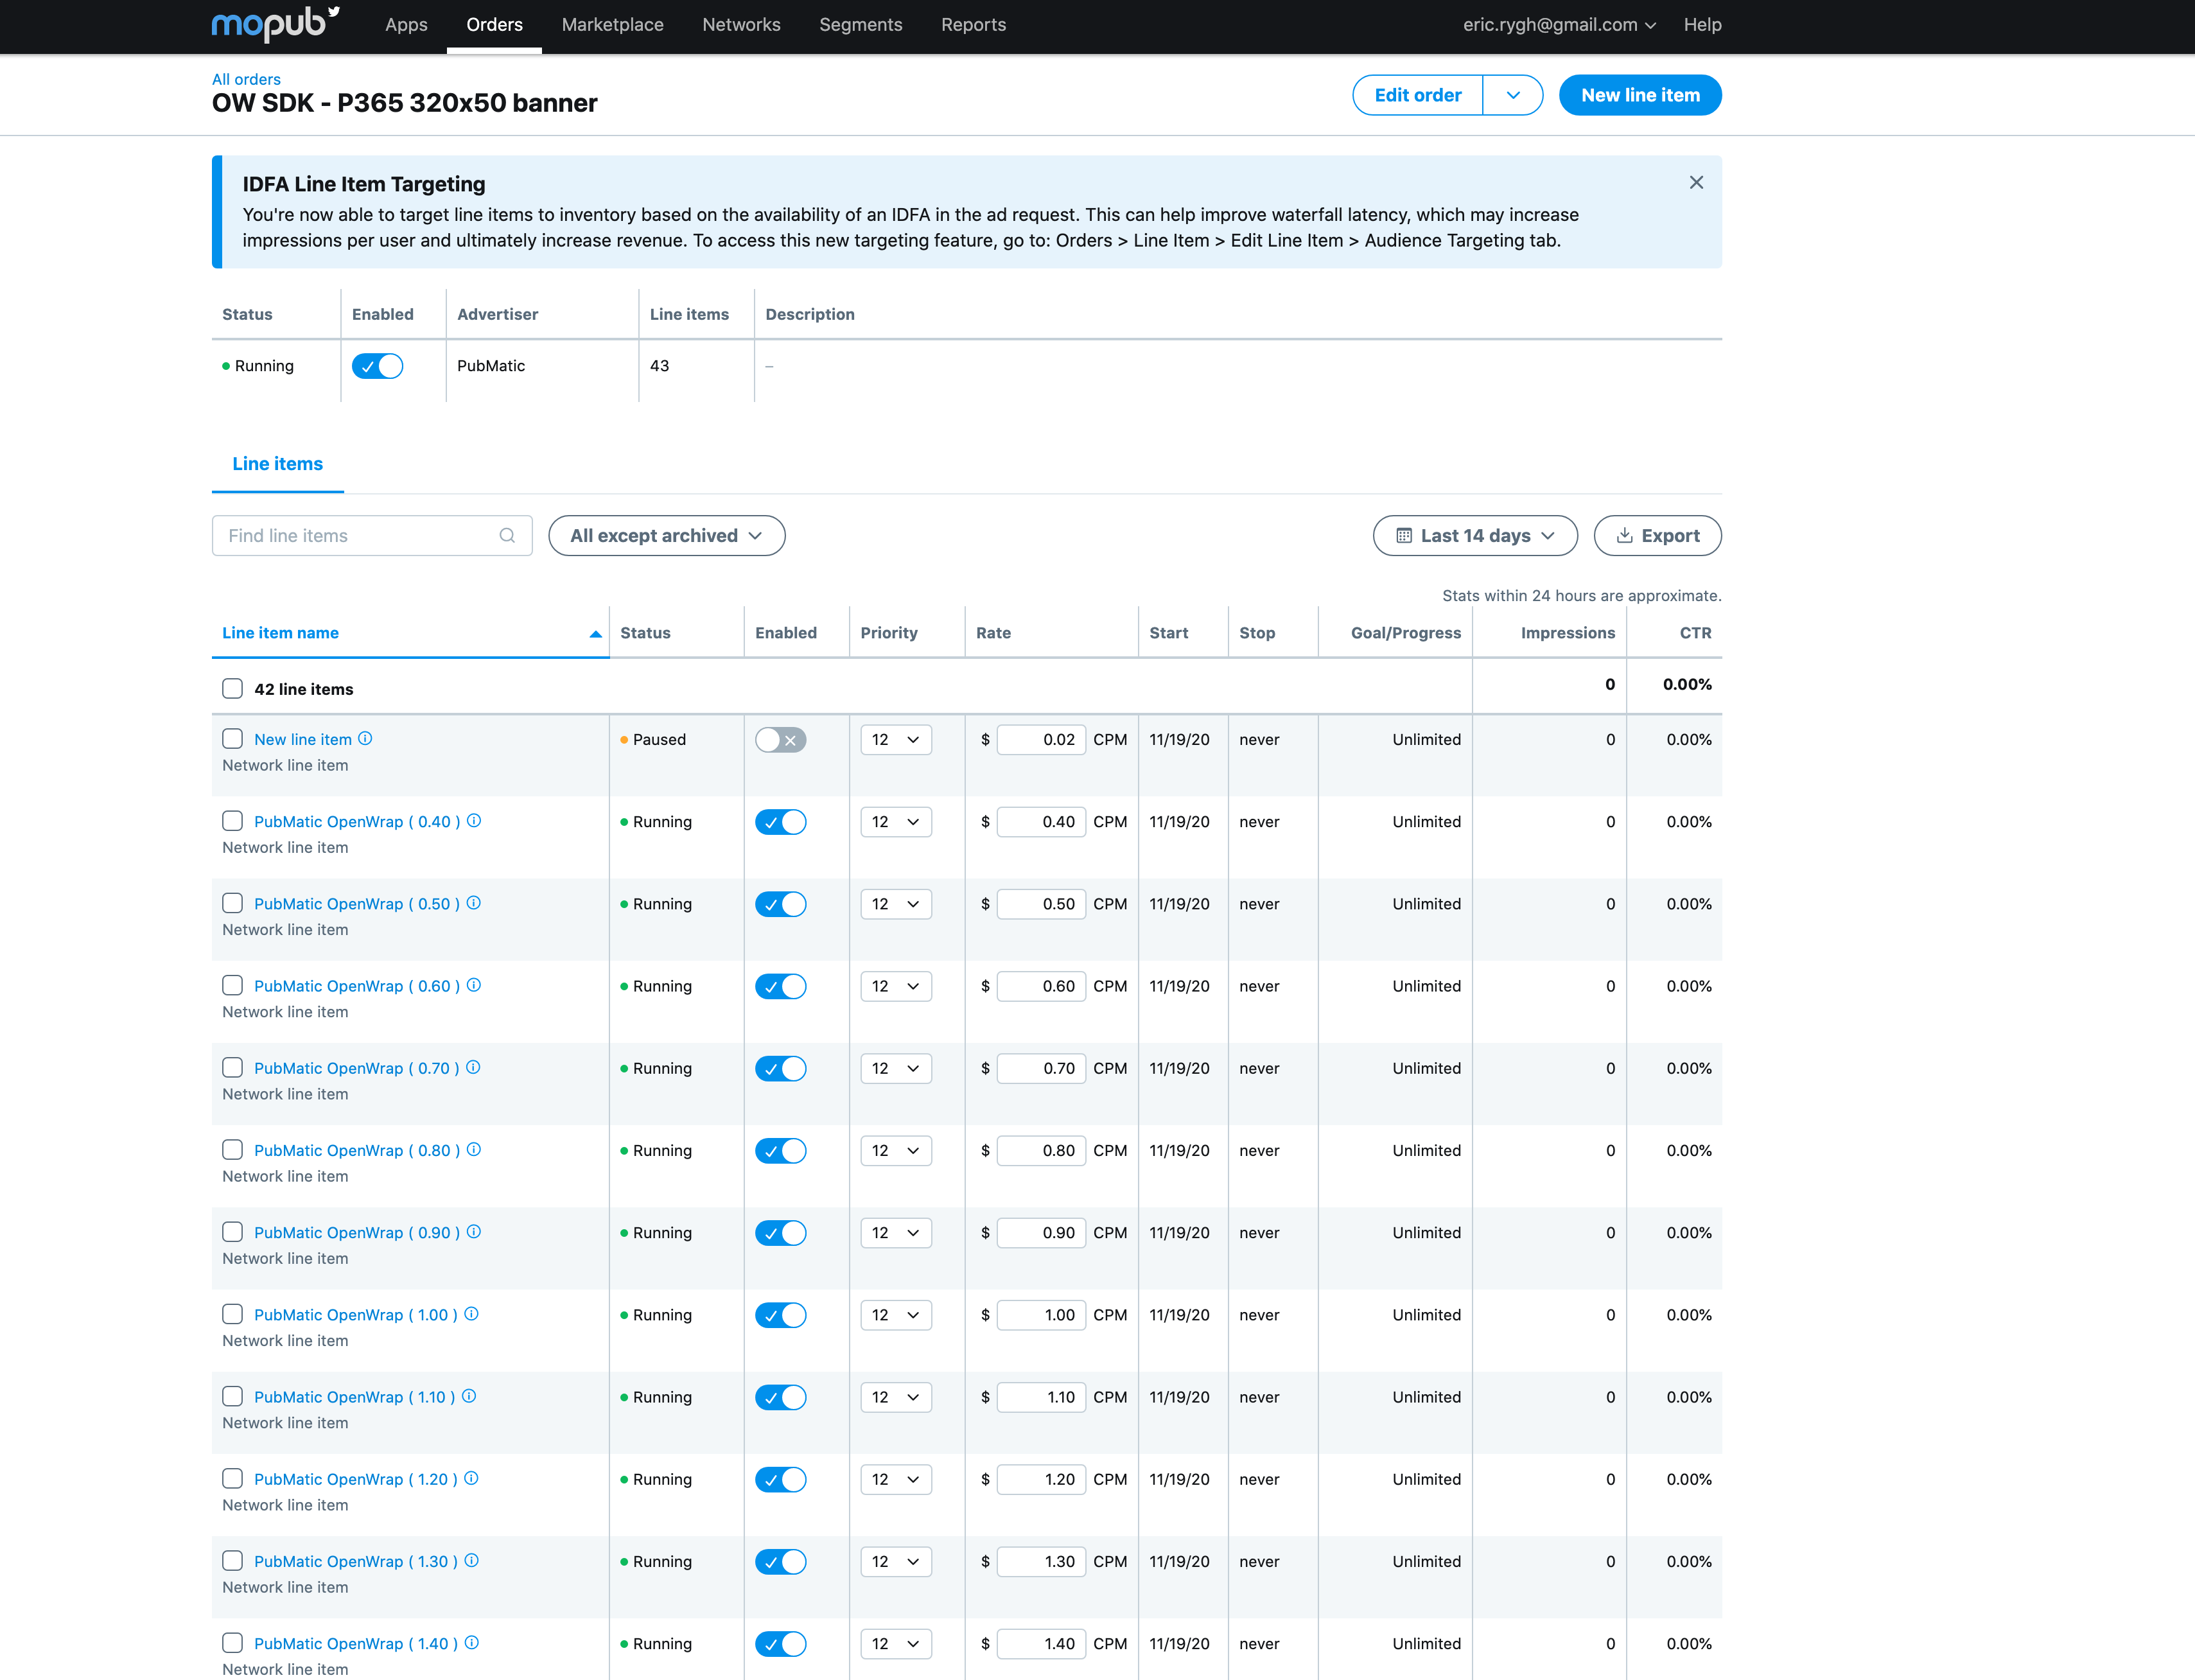 mopub Apps Orders Marketplace Networks Segments Reports eric.rygh@gmail.com Help
All orders
OW SDK - P365 320x50 banner
Edit order New line item
IDFA Line Item Targeting
You're now able to target line items to inventory based on the availability of an IDFA in the ad request. This can help improve waterfall latency, which may increase
impressions per user and ultimately increase revenue. To access this new targeting feature, go to: Orders > Line Item > Edit Line Item > Audience Targeting tab.
Status Enabled Advertiser Line items Description
Running PubMatic 43 –
Line items
Find line items All except archived Last 14 days Export
Stats within 24 hours are approximate.
Line item name Status Enabled Priority Rate Start Stop Goal/Progress Impressions CTR
42 line items 0 0.00%
New line item Paused 12 $ 0.02 CPM 11/19/20 never Unlimited 0 0.00%
Network line item
PubMatic OpenWrap ( 0.40 ) Running 12 $ 0.40 CPM 11/19/20 never Unlimited 0 0.00%
Network line item
PubMatic OpenWrap ( 0.50 ) Running 12 $ 0.50 CPM 11/19/20 never Unlimited 0 0.00%
Network line item
PubMatic OpenWrap ( 0.60 ) Running 12 $ 0.60 CPM 11/19/20 never Unlimited 0 0.00%
Network line item
PubMatic OpenWrap ( 0.70 ) Running 12 $ 0.70 CPM 11/19/20 never Unlimited 0 0.00%
Network line item
PubMatic OpenWrap ( 0.80 ) Running 12 $ 0.80 CPM 11/19/20 never Unlimited 0 0.00%
Network line item
PubMatic OpenWrap ( 0.90 ) Running 12 $ 0.90 CPM 11/19/20 never Unlimited 0 0.00%
Network line item
PubMatic OpenWrap ( 1.00 ) Running 12 $ 1.00 CPM 11/19/20 never Unlimited 0 0.00%
Network line item
PubMatic OpenWrap ( 1.10 ) Running 12 $ 1.10 CPM 11/19/20 never Unlimited 0 0.00%
Network line item
PubMatic OpenWrap ( 1.20 ) Running 12 $ 1.20 CPM 11/19/20 never Unlimited 0 0.00%
Network line item
PubMatic OpenWrap ( 1.30 ) Running 12 $ 1.30 CPM 11/19/20 never Unlimited 0 0.00%
Network line item
PubMatic OpenWrap ( 1.40 ) Running 12 $ 1.40 CPM 11/19/20 never Unlimited 0 0.00%
Network line item